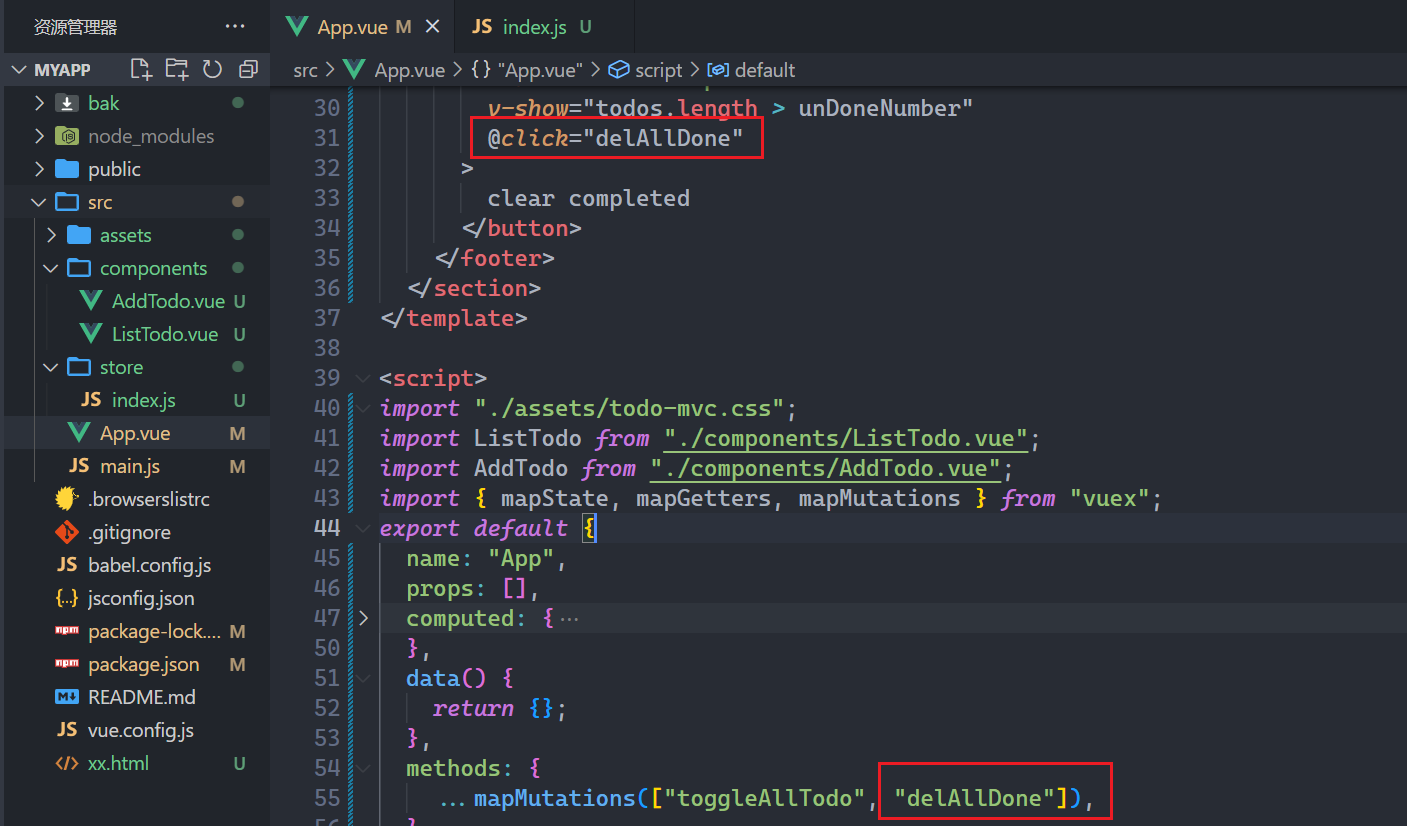 资源管理器 ···
MYAPP
bak
node_modules
public
src
assets
components
AddTodo.vue U
ListTodo.vue U
store
JS index.js U
App.vue M
JS main.js M
.browserslistrc
.gitignore
JS babel.config.js
{..} jsconfig.json
npm package-lock.... M
npm package.json M
M README.md
JS vue.config.js
</> xx.html U
App.vue M × JS index.js U
src > App.vue > {} "App.vue" > script > default
30 v-show="todos.length > unDoneNumber"
31 @click="delAllDone"
32 >
33 clear completed
34 </button>
35 </footer>
36 </section>
37 </template>
38
39 <script>
40 import "./assets/todo-mvc.css";
41 import ListTodo from "./components/ListTodo.vue";
42 import AddTodo from "./components/AddTodo.vue";
43 import { mapState, mapGetters, mapMutations } from "vuex";
44 export default {
45 name: "App",
46 props: [],
47 computed: {···
50 },
51 data() {
52 return {};
53 },
54 methods: {
55 ...mapMutations(["toggleAllTodo", "delAllDone"]),